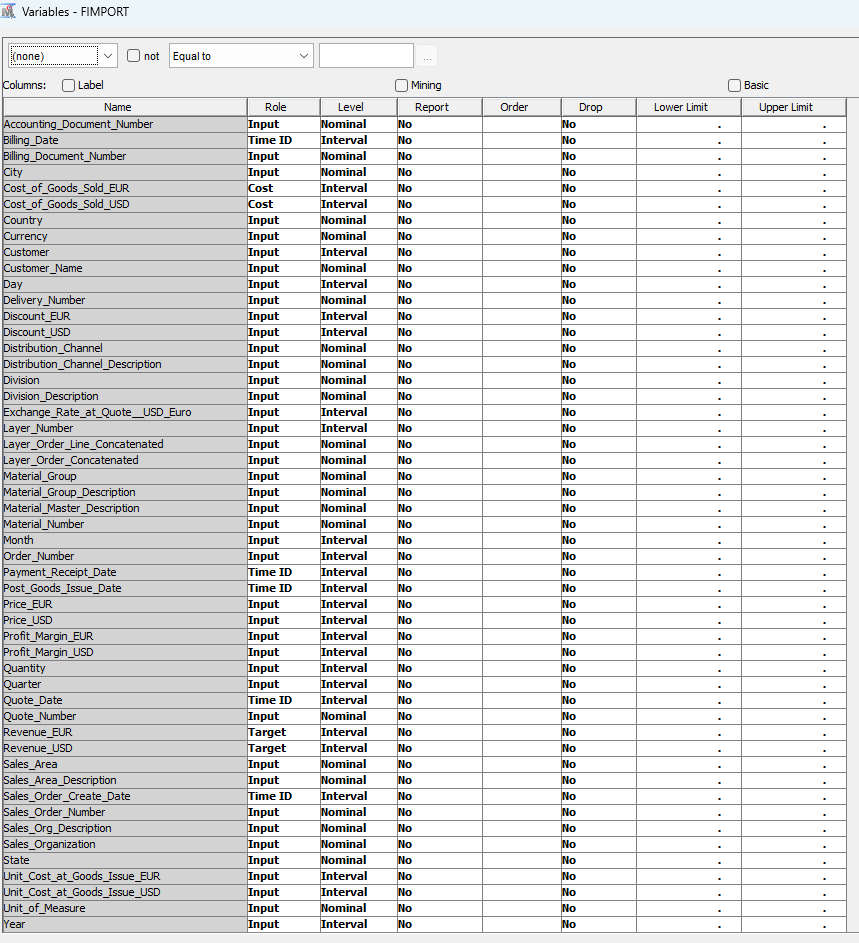 Variables - FIMPORT
(none) not Equal to ...
Columns: Label Mining Basic
Name Role Level Report Order Drop Lower Limit Upper Limit
Accounting_Document_Number Input Nominal No No . .
Billing_Date Time ID Interval No No . .
Billing_Document_Number Input Nominal No No . .
City Input Nominal No No . .
Cost_of_Goods_Sold_EUR Cost Interval No No . .
Cost_of_Goods_Sold_USD Cost Interval No No . .
Country Input Nominal No No . .
Currency Input Nominal No No . .
Customer Input Interval No No . .
Customer_Name Input Nominal No No . .
Day Input Interval No No . .
Delivery_Number Input Nominal No No . .
Discount_EUR Input Interval No No . .
Discount_USD Input Interval No No . .
Distribution_Channel Input Nominal No No . .
Distribution_Channel_Description Input Nominal No No . .
Division Input Nominal No No . .
Division_Description Input Nominal No No . .
Exchange_Rate_at_Quote__USD_Euro Input Interval No No . .
Layer_Number Input Interval No No . .
Layer_Order_Line_Concatenated Input Nominal No No . .
Layer_Order_Concatenated Input Nominal No No . .
Material_Group Input Nominal No No . .
Material_Group_Description Input Nominal No No . .
Material_Master_Description Input Nominal No No . .
Material_Number Input Nominal No No . .
Month Input Interval No No . .
Order_Number Input Interval No No . .
Payment_Receipt_Date Time ID Interval No No . .
Post_Goods_Issue_Date Time ID Interval No No . .
Price_EUR Input Interval No No . .
Price_USD Input Interval No No . .
Profit_Margin_EUR Input Interval No No . .
Profit_Margin_USD Input Interval No No . .
Quantity Input Interval No No . .
Quarter Input Interval No No . .
Quote_Date Time ID Interval No No . .
Quote_Number Input Nominal No No . .
Revenue_EUR Target Interval No No . .
Revenue_USD Target Interval No No . .
Sales_Area Input Nominal No No . .
Sales_Area_Description Input Nominal No No . .
Sales_Order_Create_Date Time ID Interval No No . .
Sales_Order_Number Input Nominal No No . .
Sales_Org_Description Input Nominal No No . .
Sales_Organization Input Nominal No No . .
State Input Nominal No No . .
Unit_Cost_at_Goods_Issue_EUR Input Interval No No . .
Unit_Cost_at_Goods_Issue_USD Input Interval No No . .
Unit_of_Measure Input Nominal No No . .
Year Input Interval No No . .